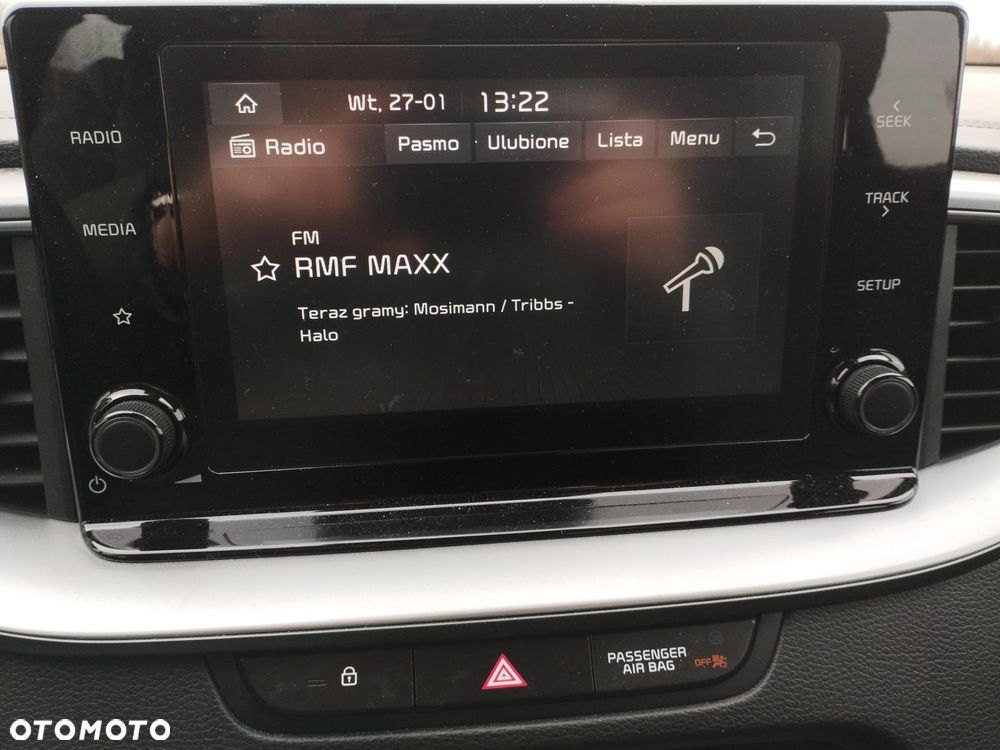 Wt, 27-01 13:22
RADIO
Radio Pasmo Ulubione Lista Menu
SEEK
TRACK
MEDIA
FM
RMF MAXX
SETUP
Teraz gramy: Mosimann / Tribbs -
Halo
PASSENGER
AIR BAG OFF
OTOMOTO